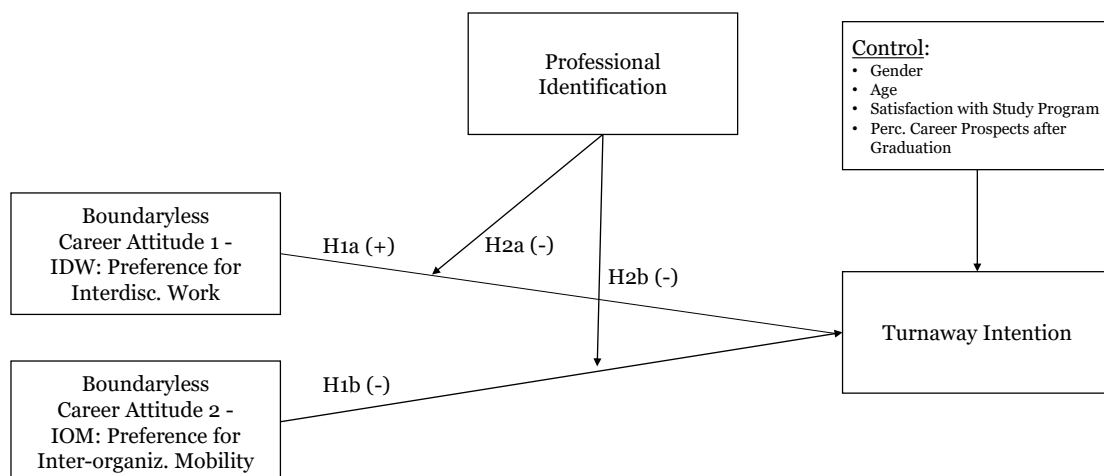 Professional
Identification
Control:
• Gender
• Age
• Satisfaction with Study Program
• Perc. Career Prospects after
Graduation
Boundaryless
Career Attitude 1 -
IDW: Preference for
Interdisc. Work
H1a (+)
H2a (-)
H2b (-)
Turnaway Intention
Boundaryless
Career Attitude 2 -
IOM: Preference for
Inter-organiz. Mobility
H1b (-)